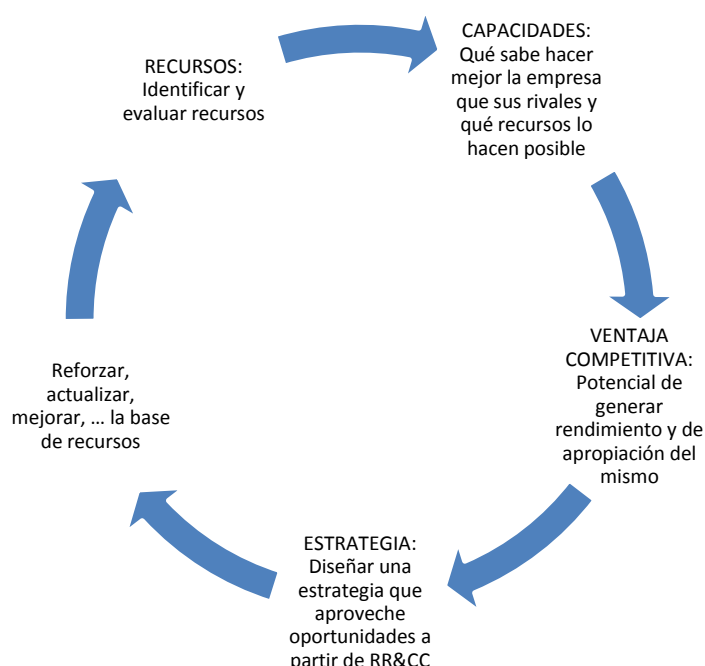 RECURSOS:
Identificar y
evaluar recursos
CAPACIDADES:
Qué sabe hacer
mejor la empresa
que sus rivales y
qué recursos lo
hacen posible
VENTAJA
COMPETITIVA:
Potencial de
generar
rendimiento y de
apropiación del
mismo
ESTRATEGIA:
Diseñar una
estrategia que
aproveche
oportunidades a
partir de RR&CC
Reforzar,
actualizar,
mejorar, ... la base
de recursos